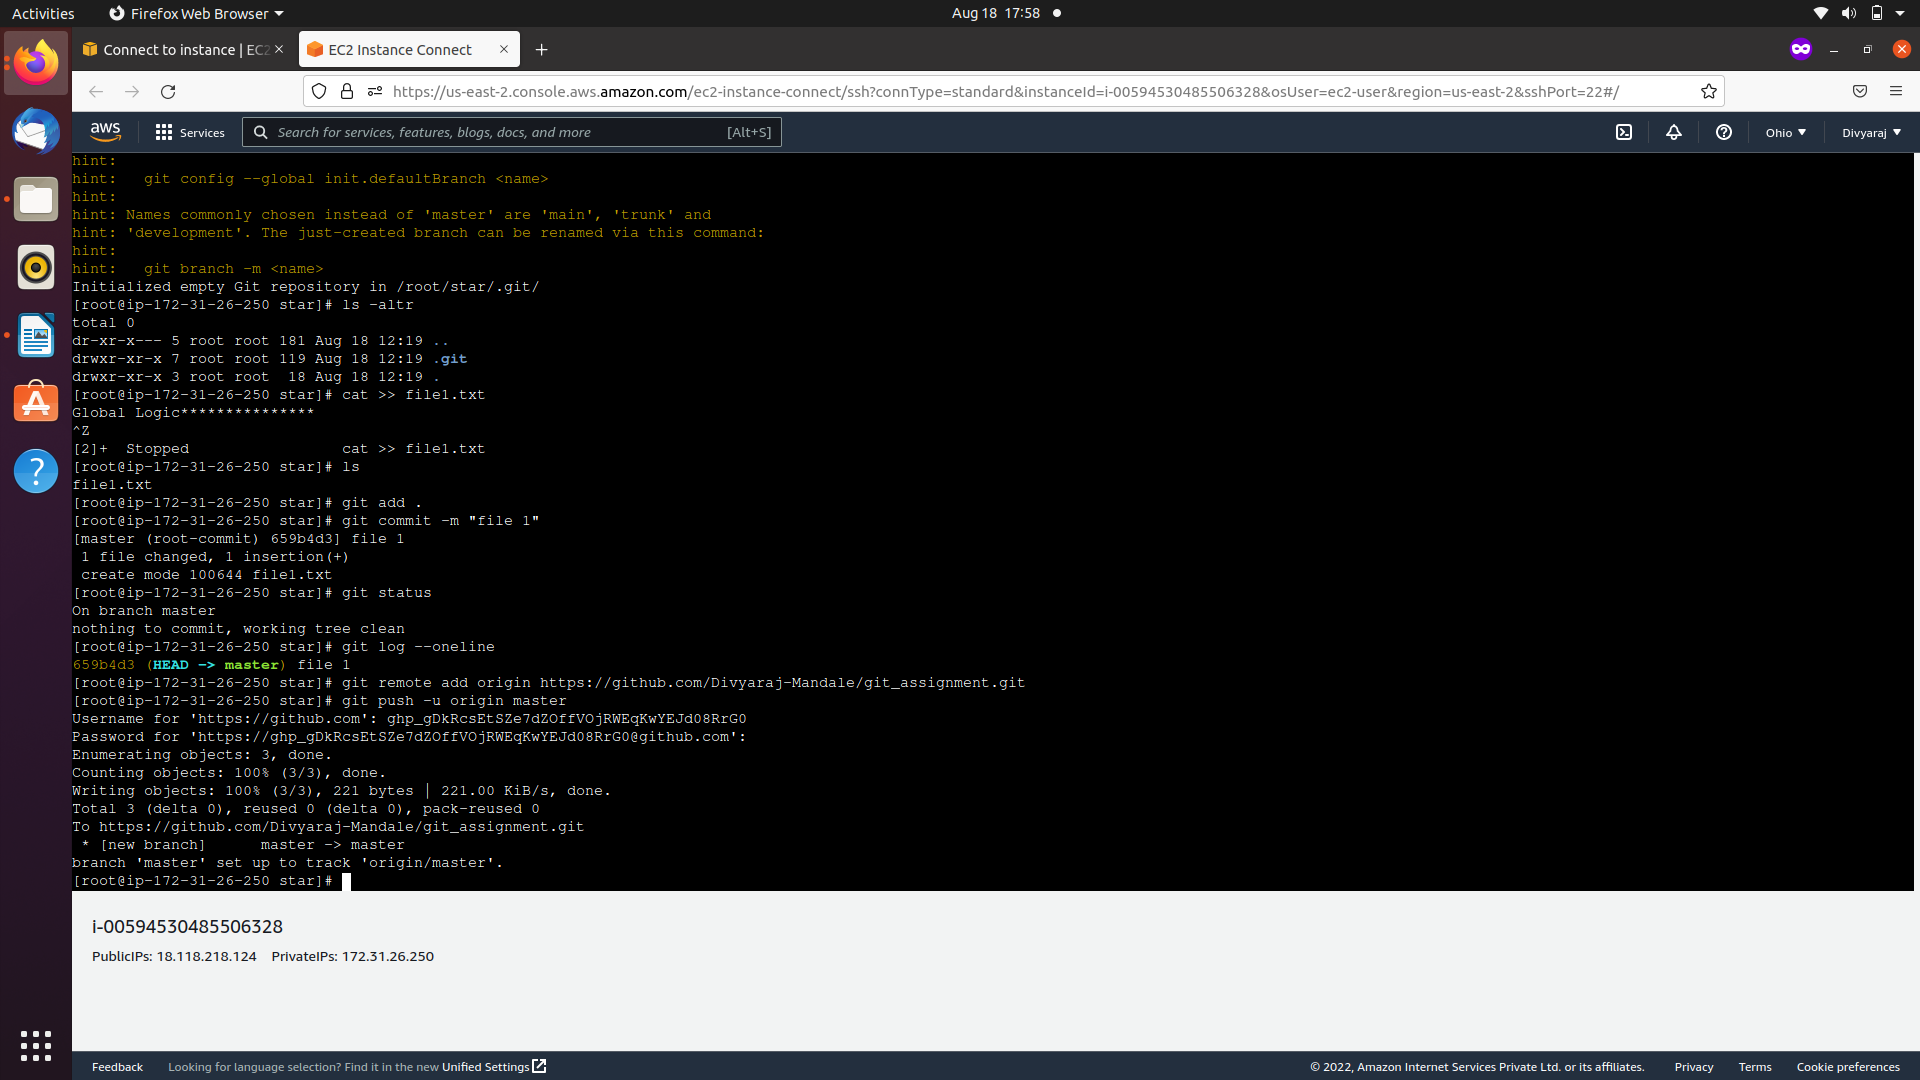 Activities
Firefox Web Browser
Aug 18 17:58
Connect to instance | EC2
EC2 Instance Connect
https://us-east-2.console.aws.amazon.com/ec2-instance-connect/ssh?connType=standard&instanceId=i-00594530485506328&osUser=ec2-user&region=us-east-2&sshPort=22#/
aws
Services
Search for services, features, blogs, docs, and more
[Alt+S]
Ohio
Divyaraj
hint:
hint:   git config --global init.defaultBranch <name>
hint:
hint: Names commonly chosen instead of 'master' are 'main', 'trunk' and
hint: 'development'. The just-created branch can be renamed via this command:
hint:
hint:   git branch -m <name>
Initialized empty Git repository in /root/star/.git/
[root@ip-172-31-26-250 star]# ls -altr
total 0
dr-xr-x--- 5 root root 181 Aug 18 12:19 ..
drwxr-xr-x 7 root root 119 Aug 18 12:19 .git
drwxr-xr-x 3 root root  18 Aug 18 12:19 .
[root@ip-172-31-26-250 star]# cat >> file1.txt
Global Logic***************
^Z
[2]+  Stopped                 cat >> file1.txt
[root@ip-172-31-26-250 star]# ls
file1.txt
[root@ip-172-31-26-250 star]# git add .
[root@ip-172-31-26-250 star]# git commit -m "file 1"
[master (root-commit) 659b4d3] file 1
 1 file changed, 1 insertion(+)
 create mode 100644 file1.txt
[root@ip-172-31-26-250 star]# git status
On branch master
nothing to commit, working tree clean
[root@ip-172-31-26-250 star]# git log --oneline
659b4d3 (HEAD -> master) file 1
[root@ip-172-31-26-250 star]# git remote add origin https://github.com/Divyaraj-Mandale/git_assignment.git
[root@ip-172-31-26-250 star]# git push -u origin master
Username for 'https://github.com': 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
Password for 'https://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@github.com':
Enumerating objects: 3, done.
Counting objects: 100% (3/3), done.
Writing objects: 100% (3/3), 221 bytes | 221.00 KiB/s, done.
Total 3 (delta 0), reused 0 (delta 0), pack-reused 0
To https://github.com/Divyaraj-Mandale/git_assignment.git
 * [new branch]      master -> master
branch 'master' set up to track 'origin/master'.
[root@ip-172-31-26-250 star]#
i-00594530485506328
PublicIPs: 18.118.218.124    PrivateIPs: 172.31.26.250
Feedback
Looking for language selection? Find it in the new Unified Settings
© 2022, Amazon Internet Services Private Ltd. or its affiliates.
Privacy
Terms
Cookie preferences